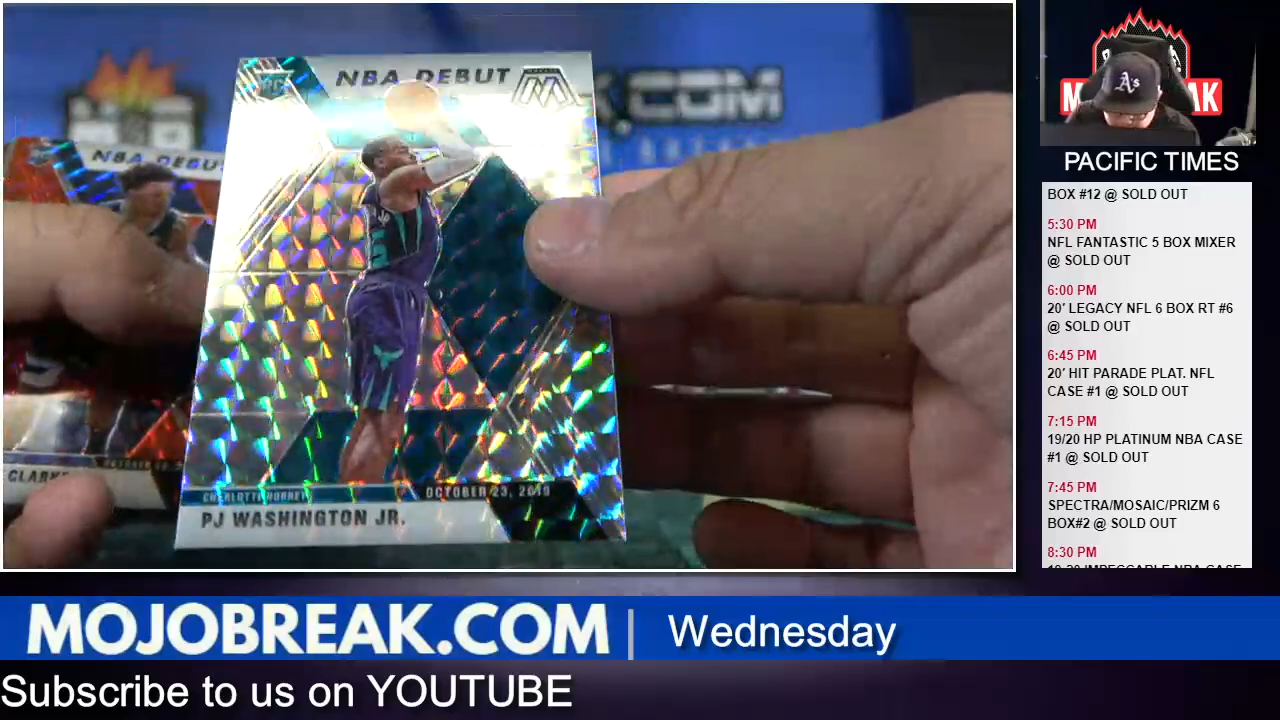 NBA DEBUT
RC
NBA DEBUT
CHARLOTTE HORNETS
OCTOBER 23, 2019
PJ WASHINGTON JR.
.COM
A's
PACIFIC TIMES
BOX #12 @ SOLD OUT
5:30 PM
NFL FANTASTIC 5 BOX MIXER
@ SOLD OUT
6:00 PM
20' LEGACY NFL 6 BOX RT #6
@ SOLD OUT
6:45 PM
20' HIT PARADE PLAT. NFL
CASE #1 @ SOLD OUT
7:15 PM
19/20 HP PLATINUM NBA CASE
#1 @ SOLD OUT
7:45 PM
SPECTRA/MOSAIC/PRIZM 6
BOX#2 @ SOLD OUT
8:30 PM
MOJOBREAK.COM
Wednesday
Subscribe to us on YOUTUBE